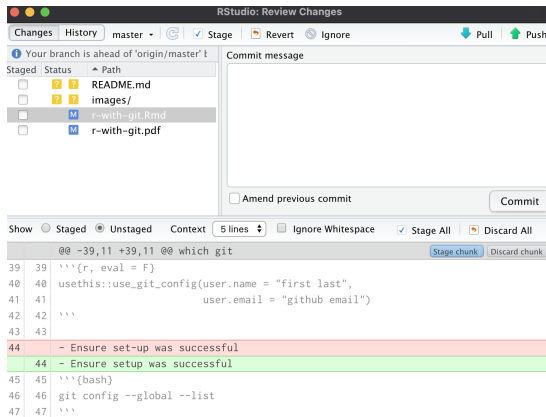 RStudio: Review Changes
Changes History master Stage Revert Ignore Pull Push
Your branch is ahead of 'origin/master' b
Commit message
Staged Status Path
? ? README.md
? ? images/
M r-with-git.Rmd
M r-with-git.pdf
Amend previous commit
Commit
Show Staged Unstaged Context 5 lines Ignore Whitespace Stage All Discard All
@@ -39,11 +39,11 @@ which git Stage chunk Discard chunk
39 39 ```{r, eval = F}
40 40 usethis::use_git_config(user.name = "first last",
41 41 user.email = "github email")
42 42 ```
43 43
44 - Ensure set-up was successful
44 - Ensure setup was successful
45 45 ```{bash}
46 46 git config --global --list
47 47 ```